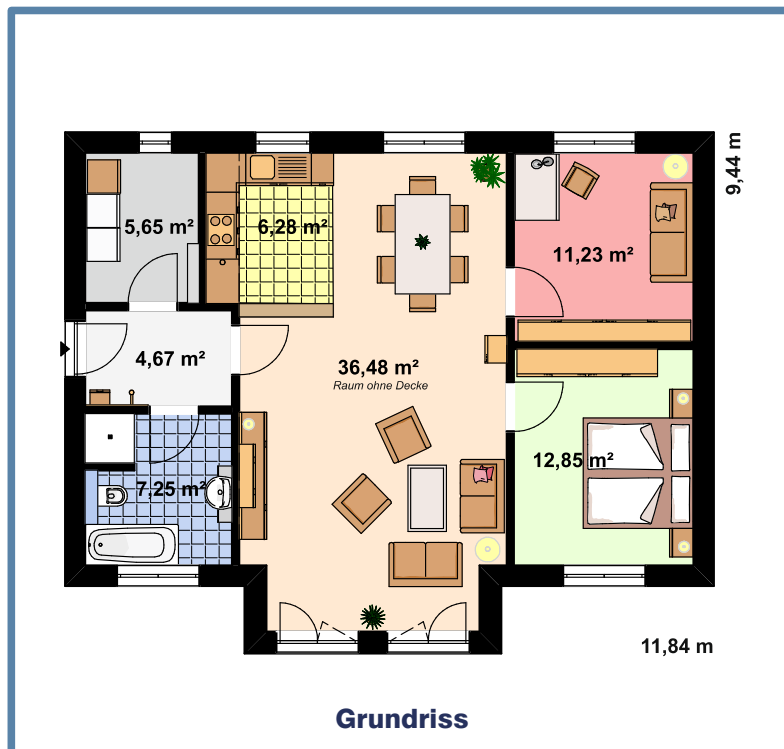 9,44 m
5,65 m²
6,28 m²
11,23 m²
4,67 m²
36,48 m²
Raum ohne Decke
12,85 m²
7,25 m²
11,84 m
Grundriss